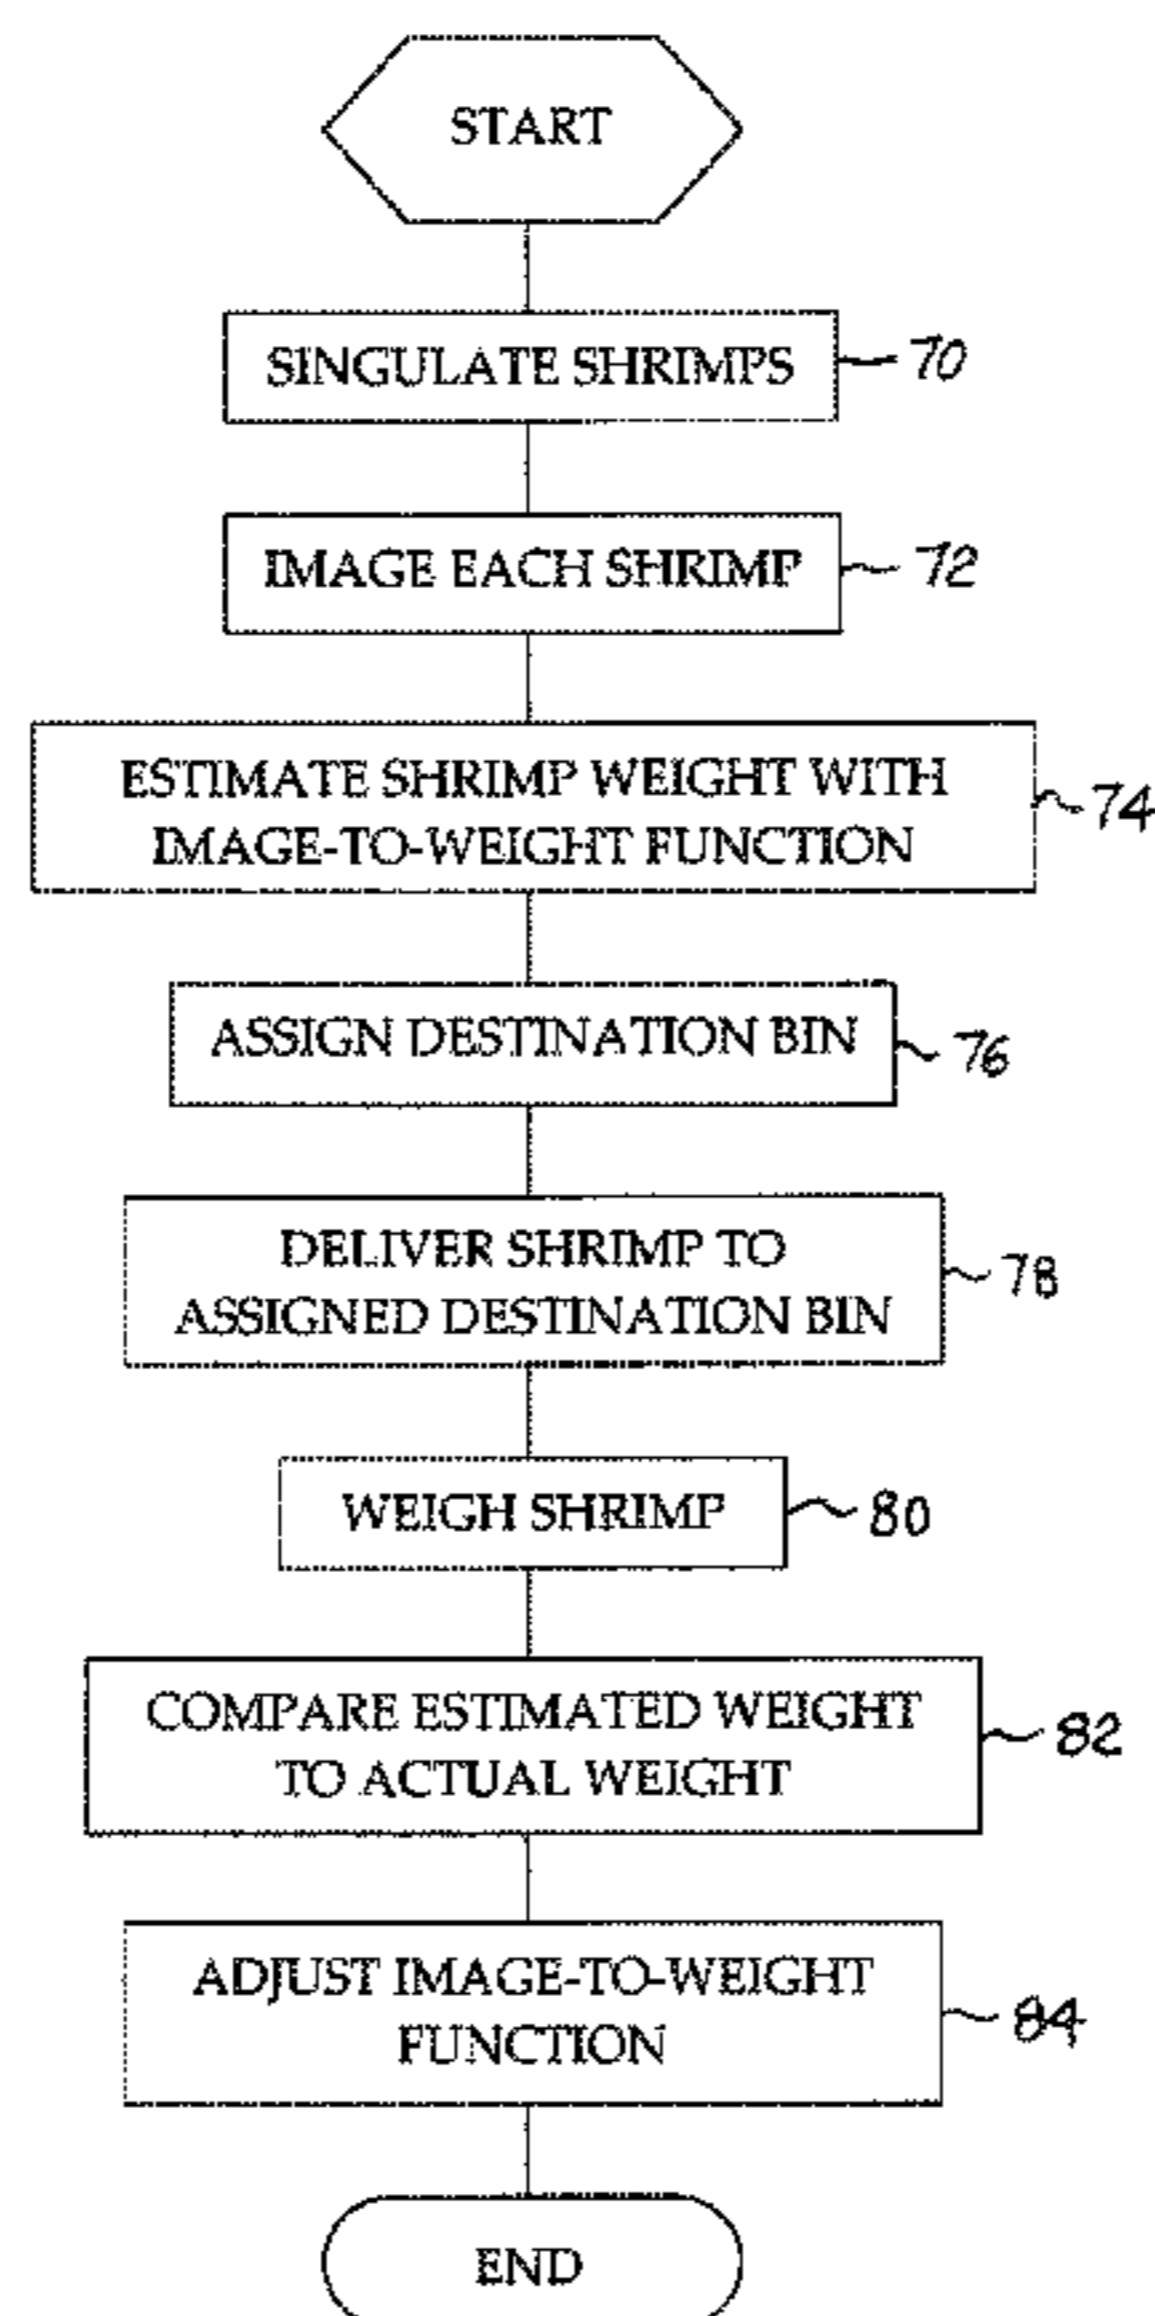 START
SINGULATE SHRIMPS
70
IMAGE EACH SHRIMP
72
ESTIMATE SHRIMP WEIGHT WITH
IMAGE-TO-WEIGHT FUNCTION
74
ASSIGN DESTINATION BIN
76
DELIVER SHRIMP TO
ASSIGNED DESTINATION BIN
78
WEIGH SHRIMP
80
COMPARE ESTIMATED WEIGHT
TO ACTUAL WEIGHT
82
ADJUST IMAGE-TO-WEIGHT
FUNCTION
84
END